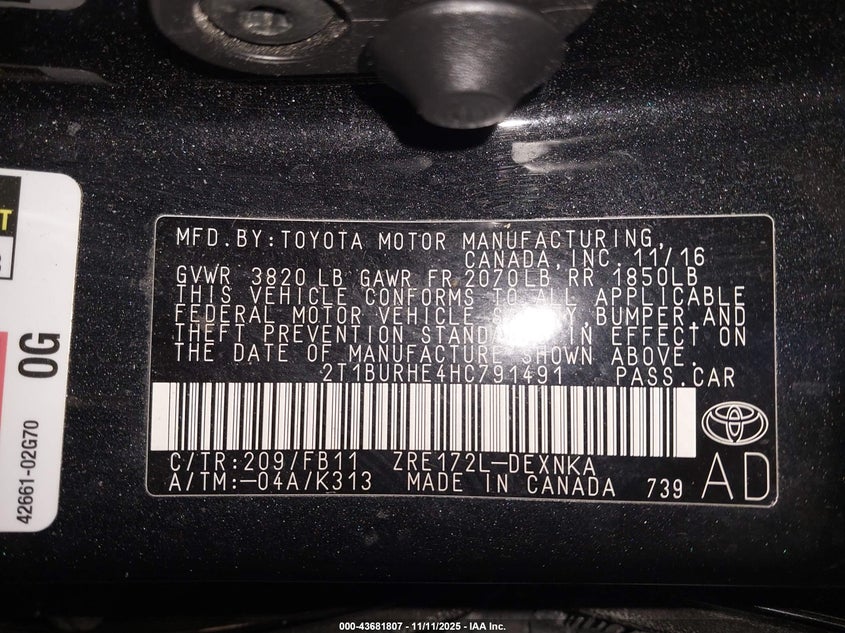 MFD.BY:TOYOTA MOTOR MANUFACTURING,
CANADA,INC. 11/16
GVWR 3820 LB GAWR FR 2070LB RR 1850LB
THIS VEHICLE CONFORMS TO ALL APPLICABLE
FEDERAL MOTOR VEHICLE BUMPER,AND
THEFT PREVENTION IN EFFECT ON
THE DATE OF MANUFACTURE SHOWN ABOVE.
2T1BURHE4HC791491 PASS.CAR
C/TR:209/FB11 ZRE172L-DEXNKA
A/TM:-04A/K313 MADE IN CANADA 739 AD
42661-02G70
0G
000-43681807 - 11/11/2025 - IAA Inc.